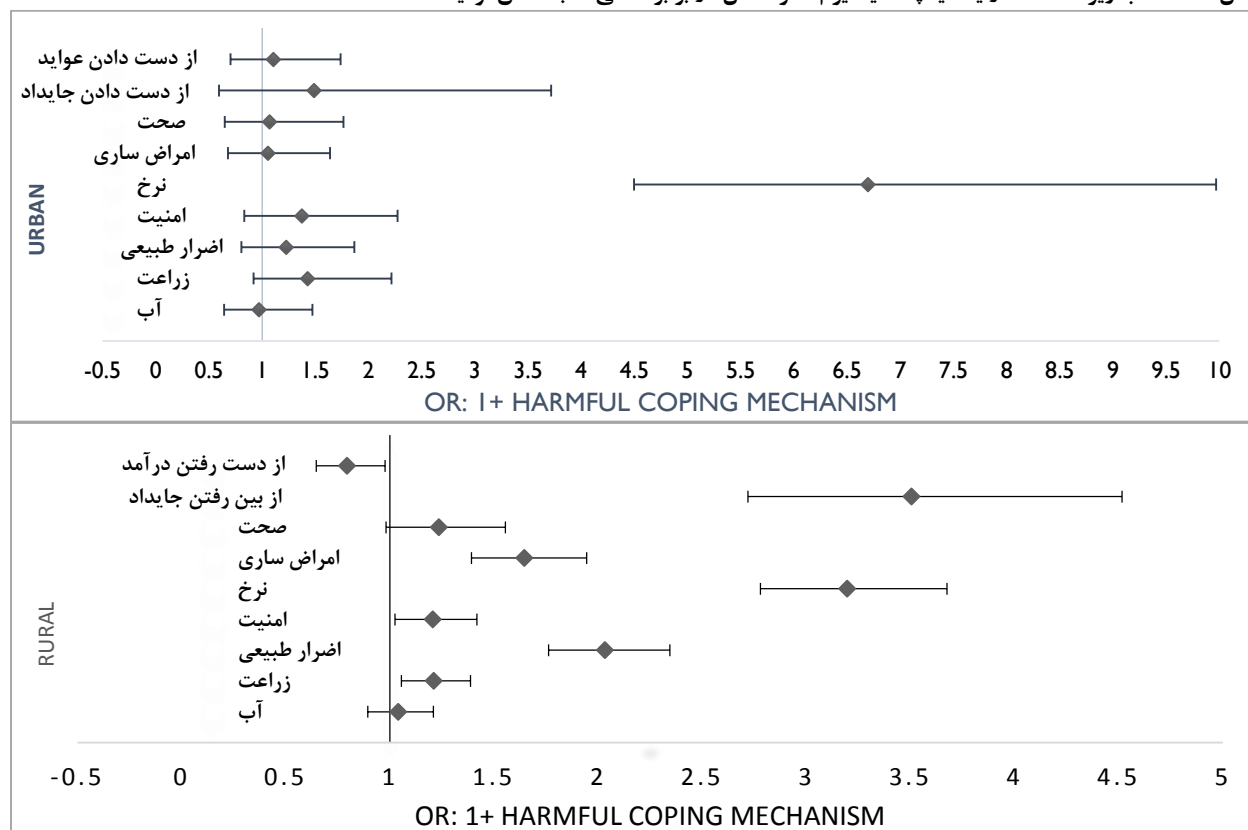 از دست دادن عواید
از دست دادن جایداد
صحت
امراض ساری
نرخ
امنیت
اضرار طبیعی
زراعت
آب
URBAN
-0.5 0 0.5 1 1.5 2 2.5 3 3.5 4 4.5 5 5.5 6 6.5 7 7.5 8 8.5 9 9.5 10
OR: 1+ HARMFUL COPING MECHANISM
از دست رفتن درآمد
از بین رفتن جایداد
صحت
امراض ساری
نرخ
امنیت
اضرار طبیعی
زراعت
آب
RURAL
-0.5 0 0.5 1 1.5 2 2.5 3 3.5 4 4.5 5
OR: 1+ HARMFUL COPING MECHANISM